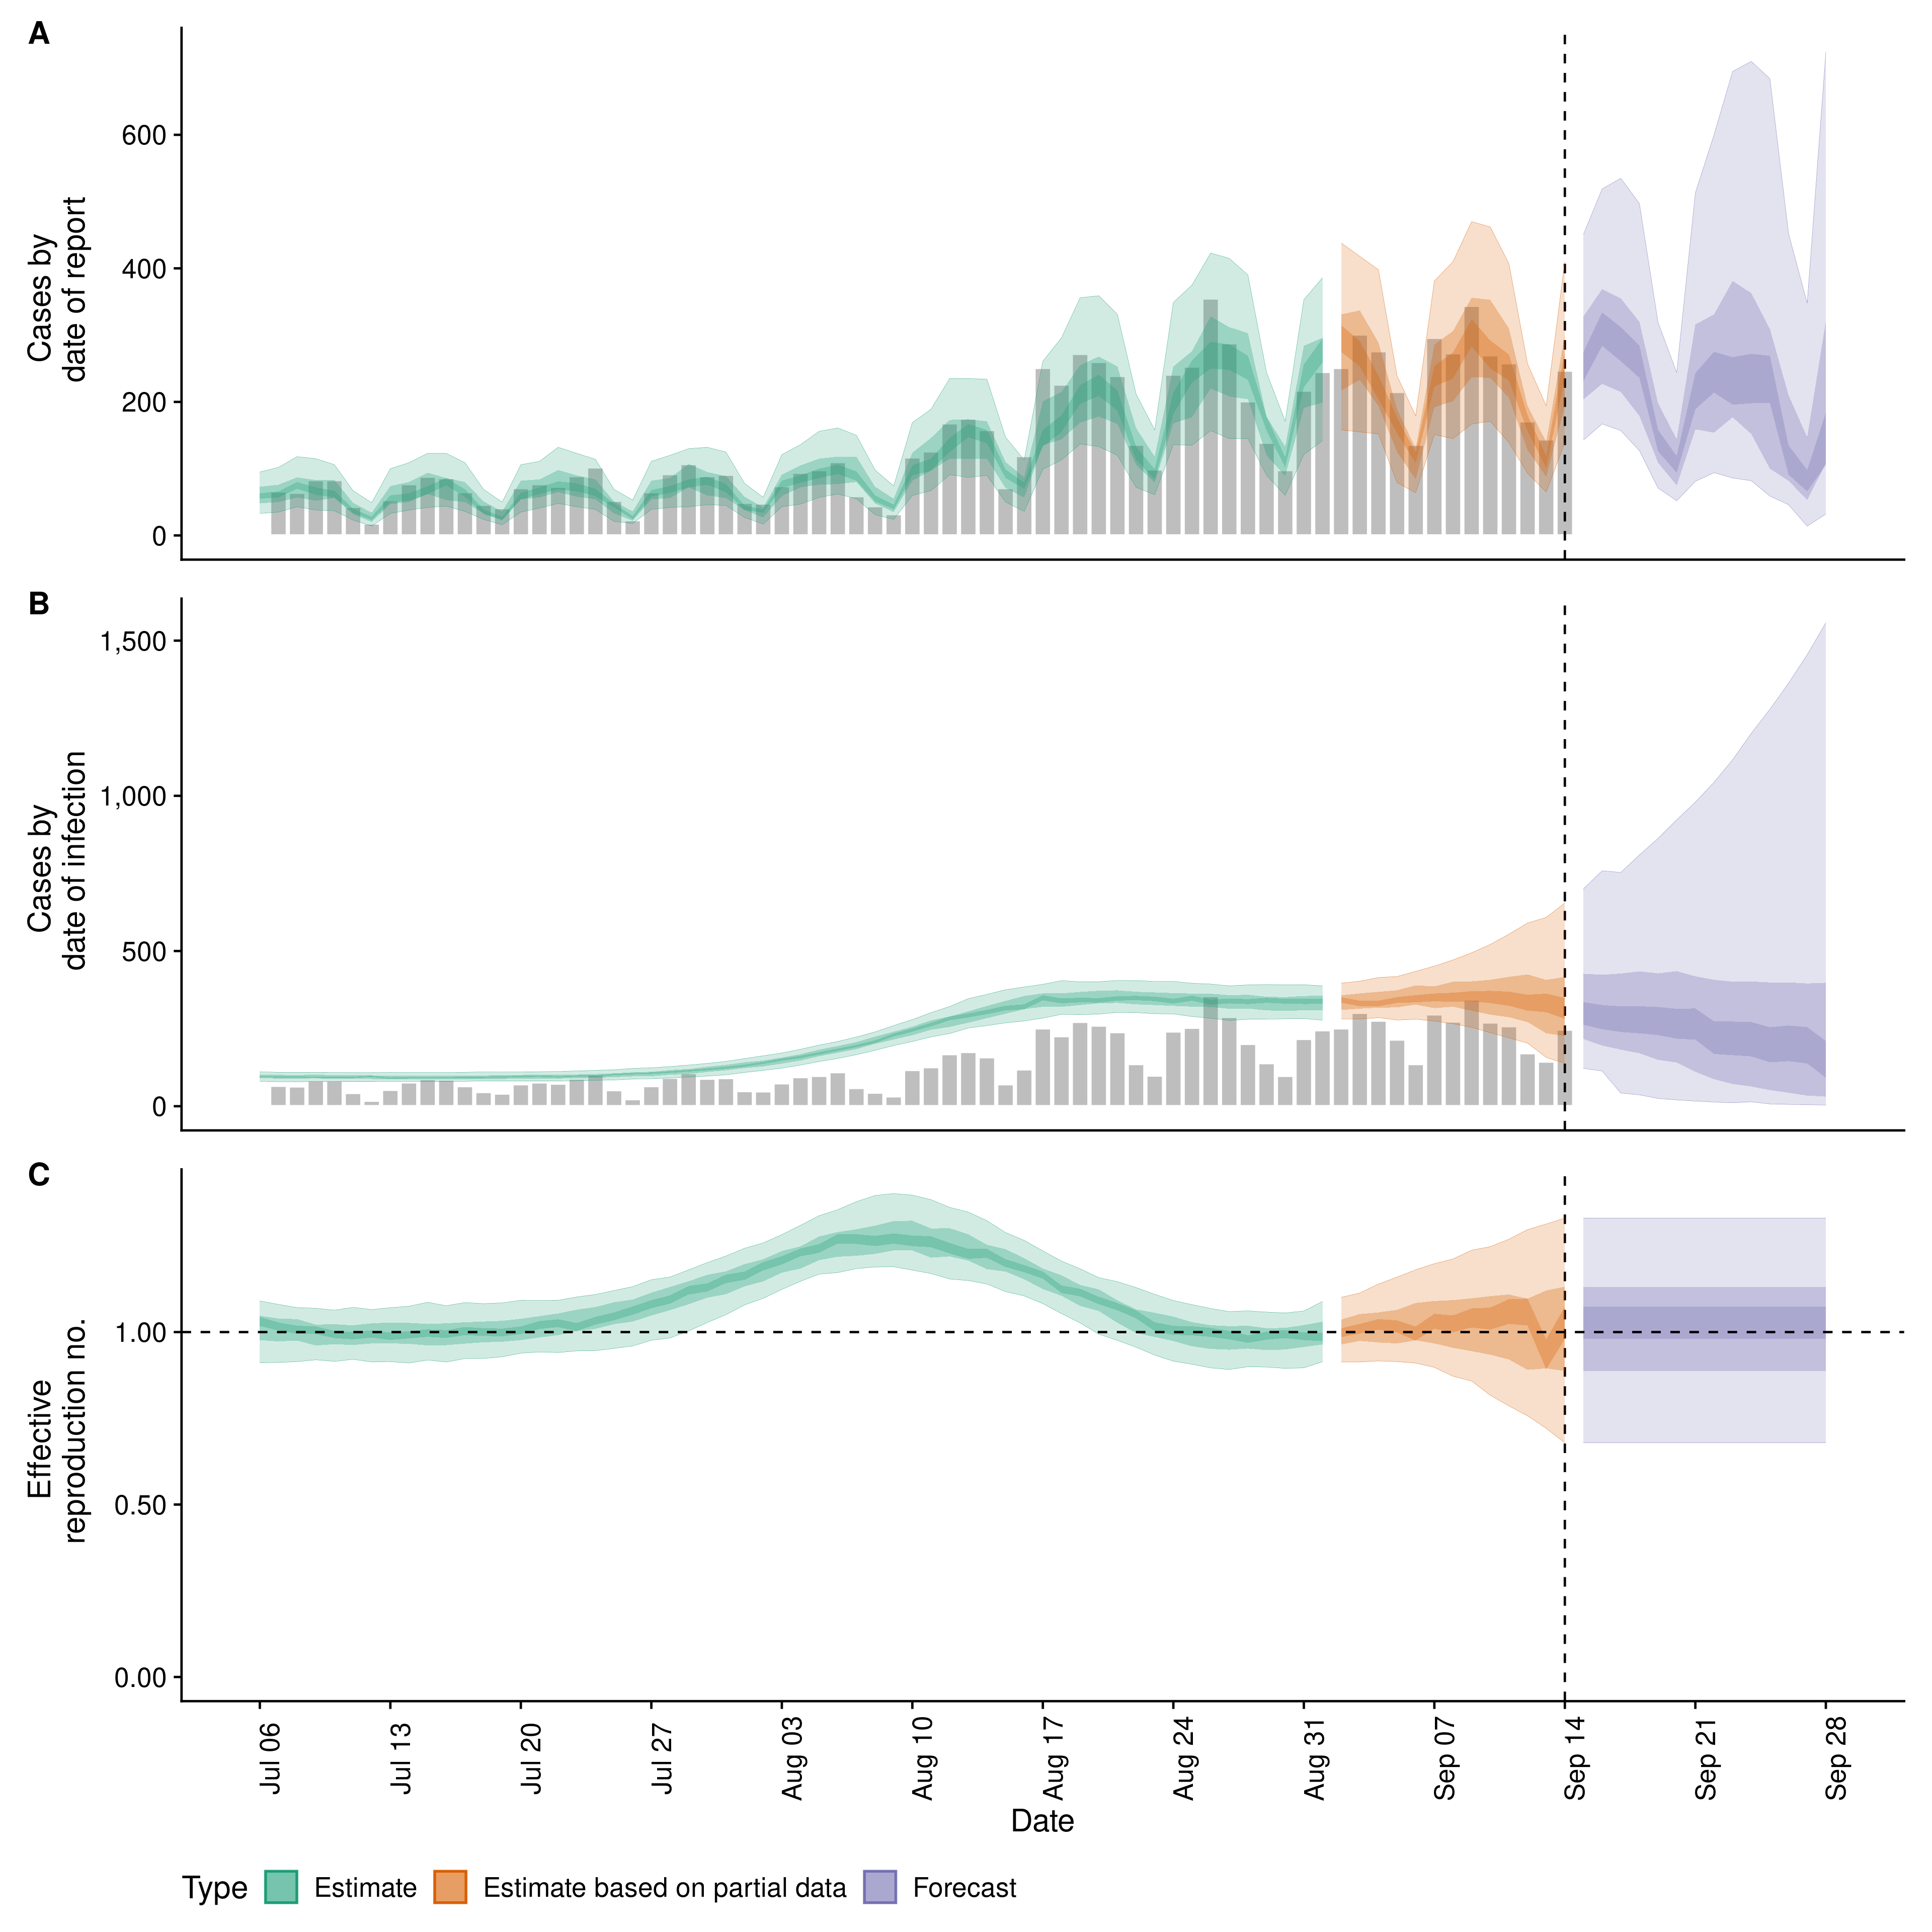 A
Cases by
date of report
600
400
200
0
B
Cases by
date of infection
1,500
1,000
500
0
C
Effective
reproduction no.
1.00
0.50
0.00
Jul 06
Jul 13
Jul 20
Jul 27
Aug 03
Aug 10
Aug 17
Aug 24
Aug 31
Sep 07
Sep 14
Sep 21
Sep 28
Date
Type Estimate Estimate based on partial data Forecast